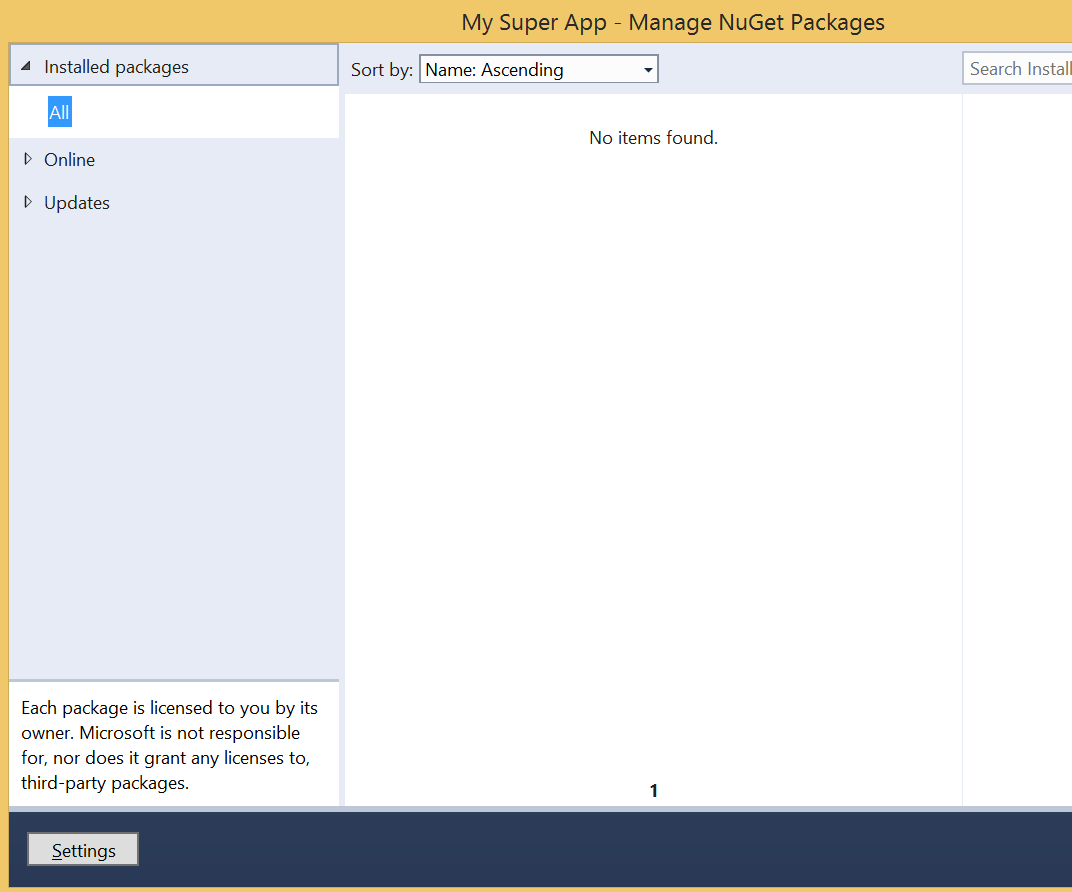 My Super App - Manage NuGet Packages
Installed packages
All
Online
Updates
Sort by: Name: Ascending
Search Install
No items found.
1
Each package is licensed to you by its
owner. Microsoft is not responsible
for, nor does it grant any licenses to,
third-party packages.
Settings